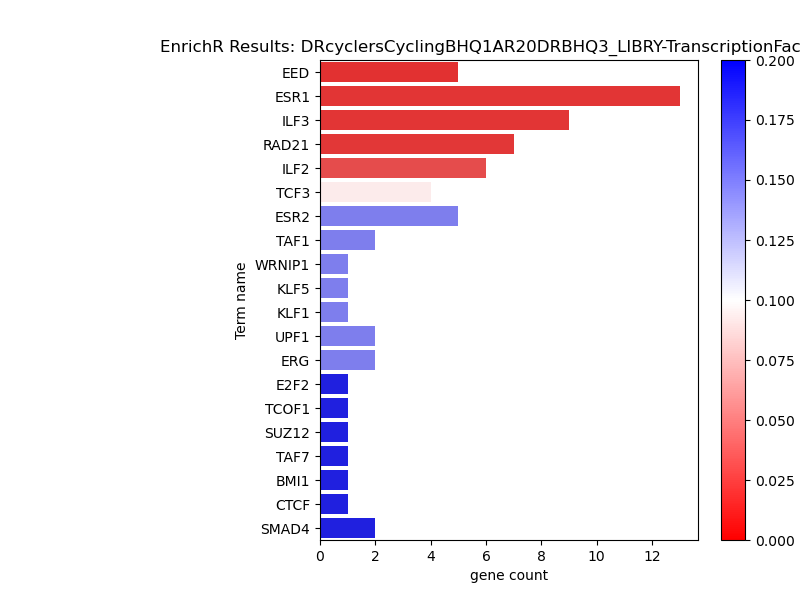 EnrichR Results: DRcyclersCyclingBHQ1AR20DRBHQ3_LIBRY-TranscriptionFac
EED
ESR1
ILF3
RAD21
ILF2
TCF3
ESR2
TAF1
WRNIP1
KLF5
KLF1
UPF1
ERG
E2F2
TCOF1
SUZ12
TAF7
BMI1
CTCF
SMAD4
Term name
0 2 4 6 8 10 12
gene count
0.200
0.175
0.150
0.125
0.100
0.075
0.050
0.025
0.000